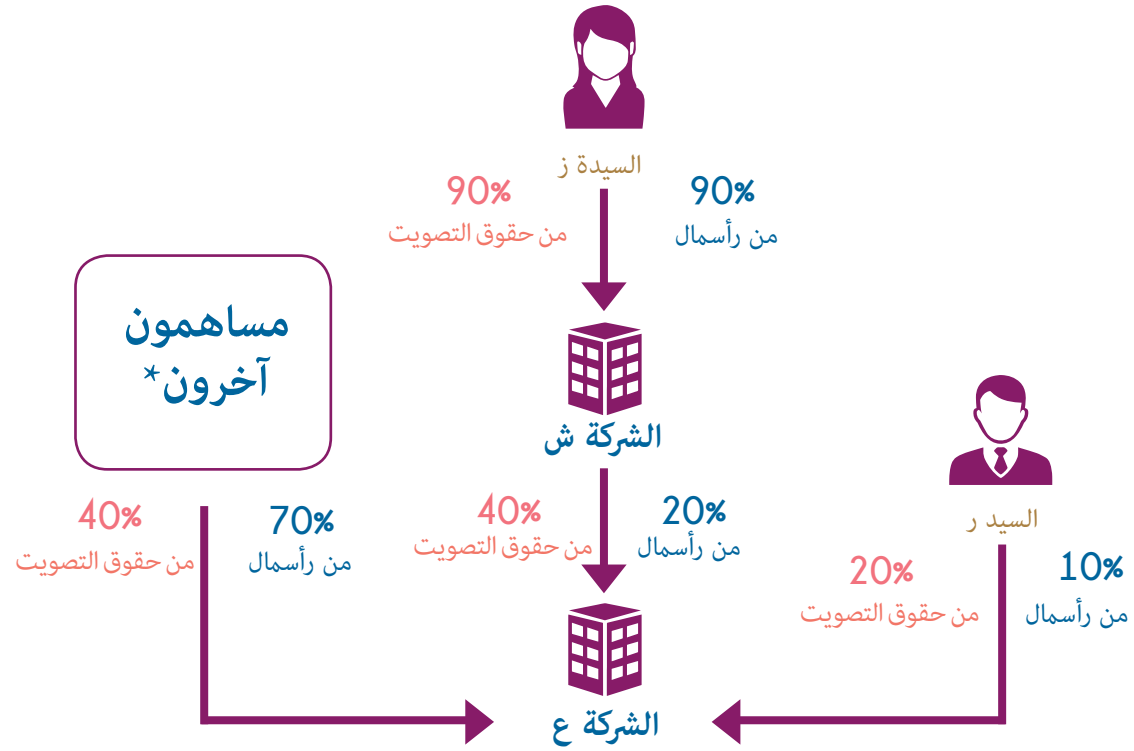 السيدة ز
90%
من رأسمال
90%
من حقوق التصويت
مساهمون
آخرون*
الشركة ش
السيد ر
20%
من رأسمال
40%
من حقوق التصويت
70%
من رأسمال
40%
من حقوق التصويت
10%
من رأسمال
20%
من حقوق التصويت
الشركة ع